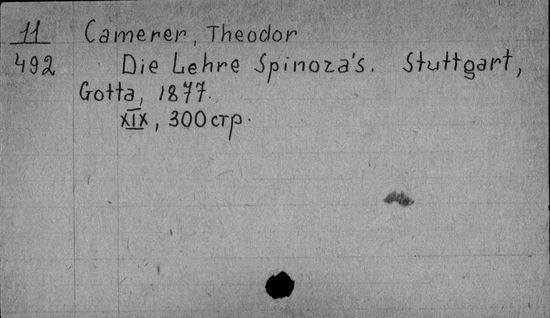 11 Camerer, Theodor
492 Die Lehre Spinoza's. Stuttgart,
Gotta, 1877.
XIX, 300 стр.